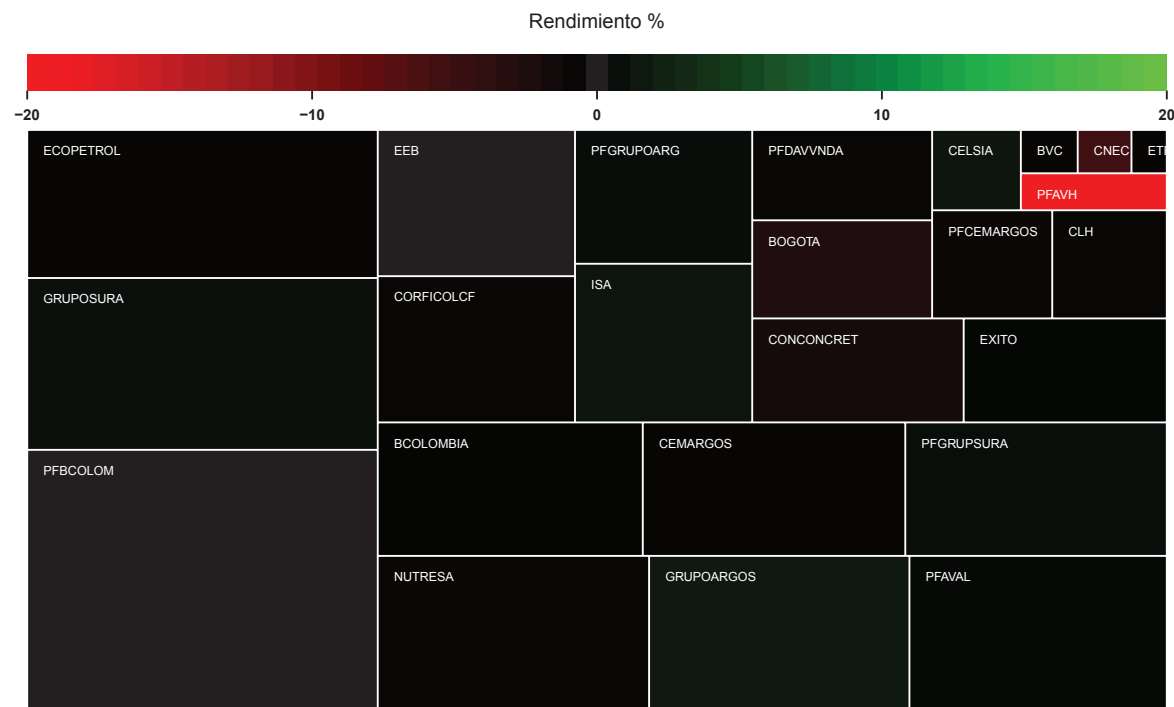 Rendimiento %
−20 −10 0 10 20
ECOPETROL
EEB
PFGRUPOARG
PFDAVVNDA
CELSIA
BVC
CNEC
PFAVH
BOGOTA
PFCEMARGOS
CLH
GRUPOSURA
CORFICOLCF
ISA
CONCONCRET
EXITO
PFBCOLOM
BCOLOMBIA
CEMARGOS
PFGRUPSURA
NUTRESA
GRUPOARGOS
PFAVAL